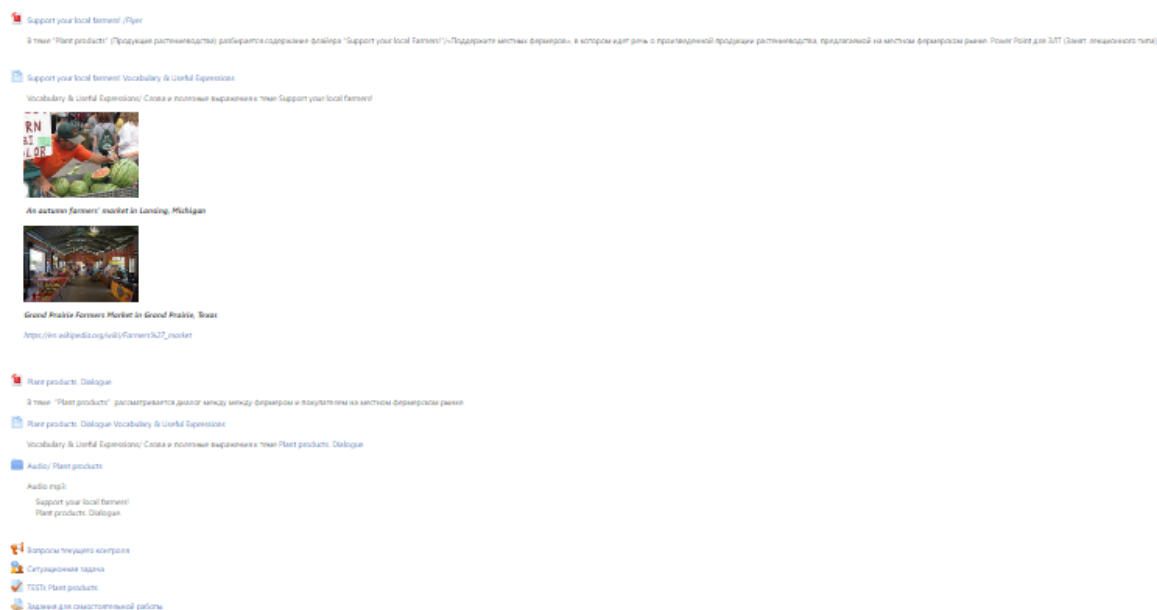 Support your local farmers! /Flyer
В теме "Plant products" (Продукция растениеводства) разбирается содержание флайера "Support your local Farmers!"/«Поддержите местных фермеров», в котором идет речь о произведенной продукции растениеводства, предлагаемой на местном фермерском рынке. Power Point для ЗЛТ (Занят. лекционного типа)
Support your local farmers! Vocabulary & Useful Expressions
Vocabulary & Useful Expressions/ Слова и полезные выражения к теме Support your local farmers!
RN
LOR
An autumn farmers' market in Lansing, Michigan
Grand Prairie Farmers Market in Grand Prairie, Texas
https://en.wikipedia.org/wiki/Farmers%27_market
Plant products. Dialogue
В теме "Plant products" рассматривается диалог между между фермером и покупателем на местном фермерском рынке
Plant products. Dialogue Vocabulary & Useful Expressions
Vocabulary & Useful Expressions/ Слова и полезные выражения к теме Plant products. Dialogue
Audio/ Plant products
Audio mp3:
Support your local farmers!
Plant products. Dialogue
Вопросы текущего контроля
Ситуационная задача
TEST: Plant products
Задания для самостоятельной работы